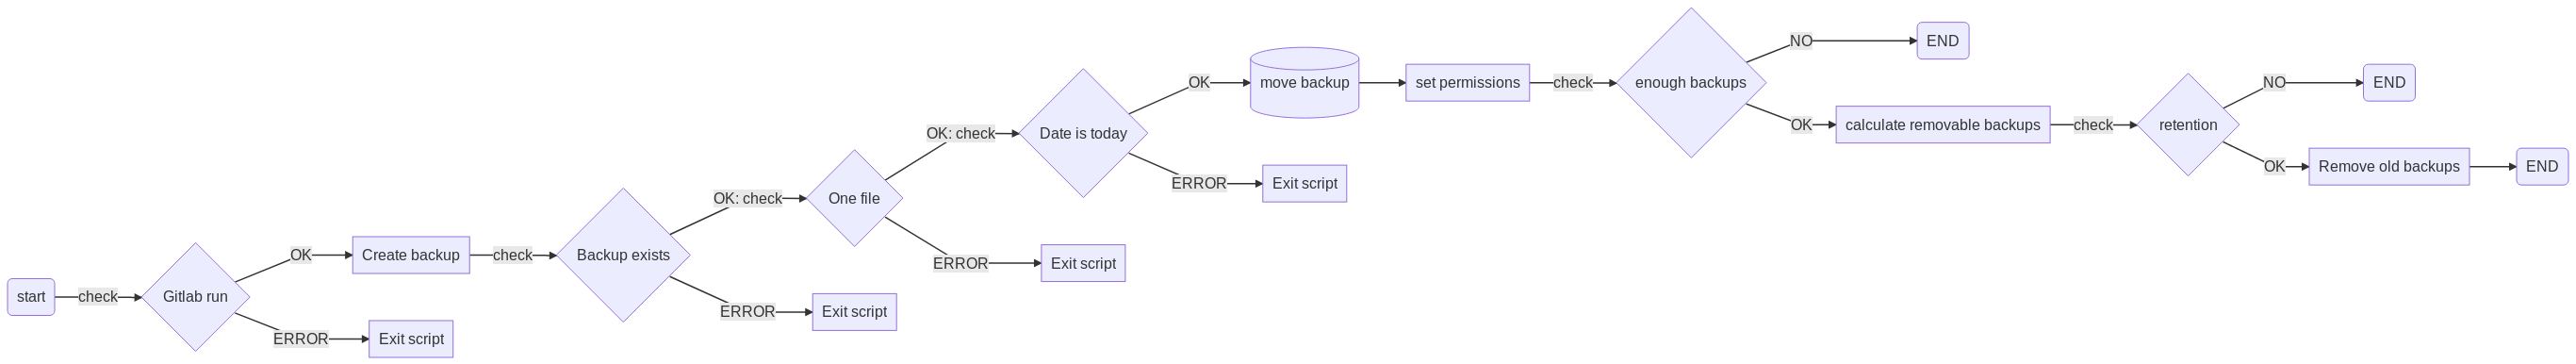 start
check
Gitlab run
OK
Create backup
check
Backup exists
OK: check
One file
OK: check
Date is today
OK
move backup
set permissions
check
enough backups
NO
END
OK
calculate removable backups
check
retention
NO
END
OK
Remove old backups
END
ERROR
Exit script
ERROR
Exit script
ERROR
Exit script
ERROR
Exit script